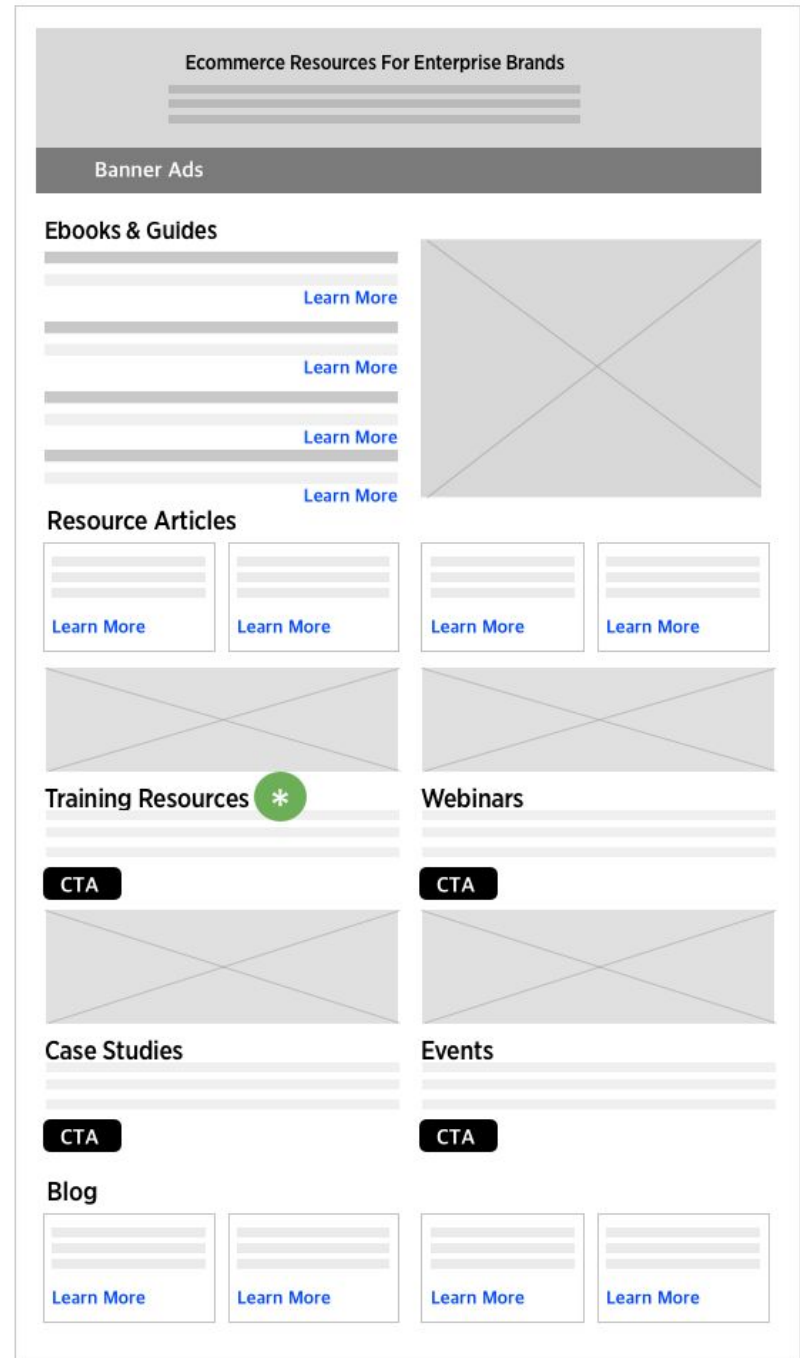 Ecommerce Resources For Enterprise Brands
Banner Ads
Ebooks & Guides
Learn More
Learn More
Learn More
Learn More
Resource Articles
Learn More Learn More Learn More Learn More
Training Resources * Webinars
CTA CTA
Case Studies Events
CTA CTA
Blog
Learn More Learn More Learn More Learn More